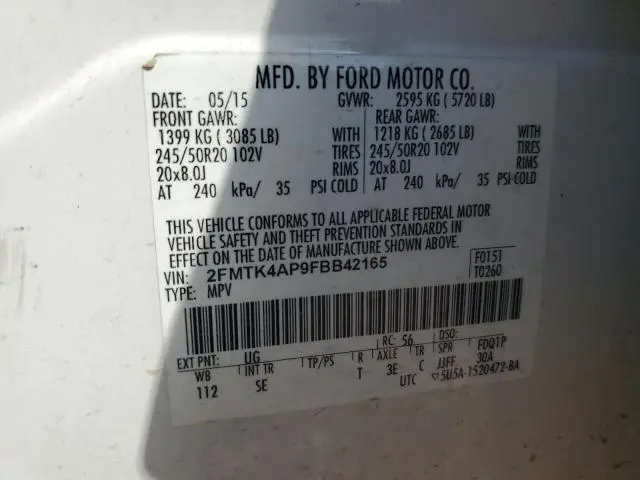 MFD. BY FORD MOTOR CO.
DATE: 05/15 GVWR: 2595 KG ( 5720 LB)
FRONT GAWR: REAR GAWR:
1399 KG ( 3085 LB) WITH 1218 KG ( 2685 LB) WITH
245/50R20 102V TIRES 245/50R20 102V TIRES
20x8.0J RIMS 20x8.0J RIMS
AT 240 kPa/ 35 PSI COLD AT 240 kPa/ 35 PSI COLD
THIS VEHICLE CONFORMS TO ALL APPLICABLE FEDERAL MOTOR
VEHICLE SAFETY AND THEFT PREVENTION STANDARDS IN
EFFECT ON THE DATE OF MANUFACTURE SHOWN ABOVE.
VIN: 2FMTK4AP9FBB42165 F0151
TYPE: MPV T0260
EXT PNT: UG RC: 56 DSO:
WB INT TR TP/PS R AXLE TR SPR FDQ1P
112 SE T 3E C JJFF 30A
UTC 5U5A-1520472-BA